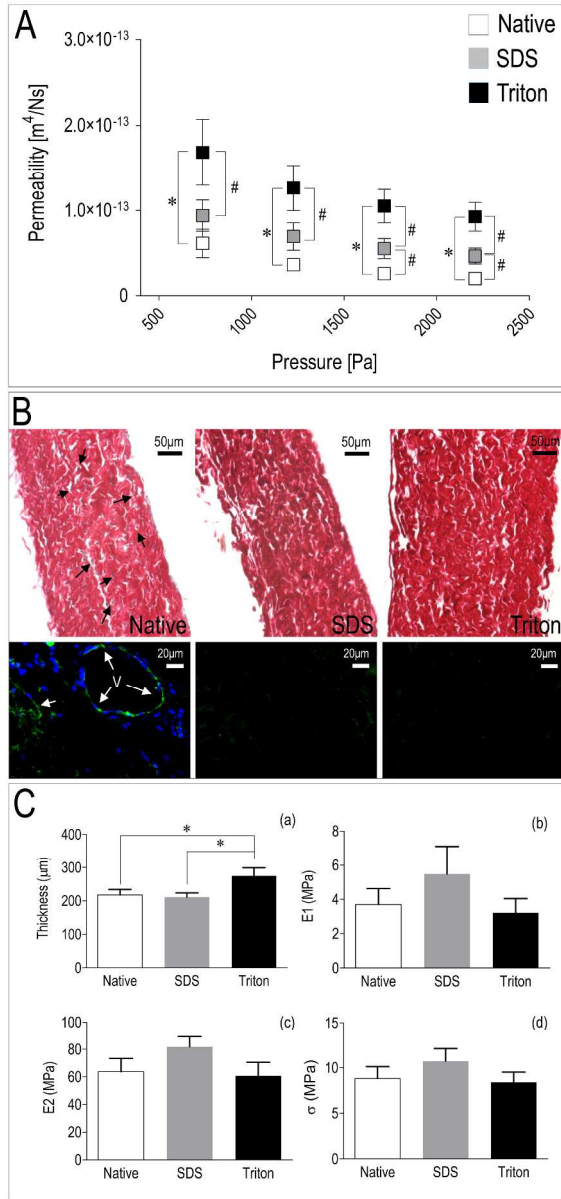 A
Permeability [m⁴/Ns]
3.0×10⁻¹³
2.0×10⁻¹³
1.0×10⁻¹³
0
Native
SDS
Triton
* # * # * # # * # #
500 1000 1500 2000 2500
Pressure [Pa]
B
50µm 50µm 50µm
Native SDS Triton
20µm 20µm 20µm
V
C
(a)
Thickness (µm)
400
300
200
100
0
*
*
Native SDS Triton
(b)
E1 (MPa)
8
6
4
2
0
Native SDS Triton
(c)
E2 (MPa)
100
80
60
40
20
0
Native SDS Triton
(d)
σ (MPa)
15
10
5
0
Native SDS Triton